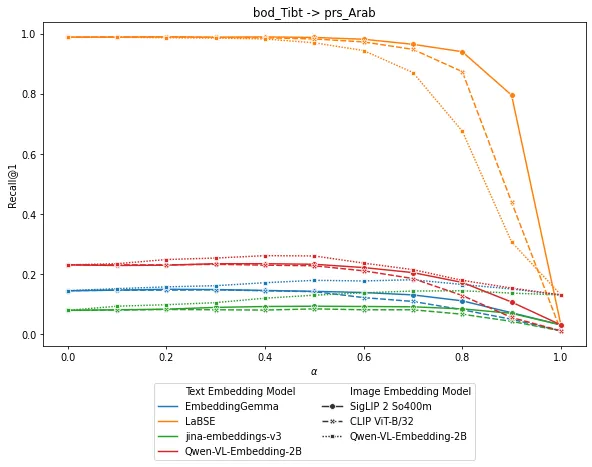 bod_Tibt -> prs_Arab
1.0
0.8
0.6
0.4
0.2
0.0
Recall@1
0.0 0.2 0.4 0.6 0.8 1.0
α
Text Embedding Model Image Embedding Model
EmbeddingGemma SigLIP 2 So400m
LaBSE CLIP ViT-B/32
jina-embeddings-v3 Qwen-VL-Embedding-2B
Qwen-VL-Embedding-2B